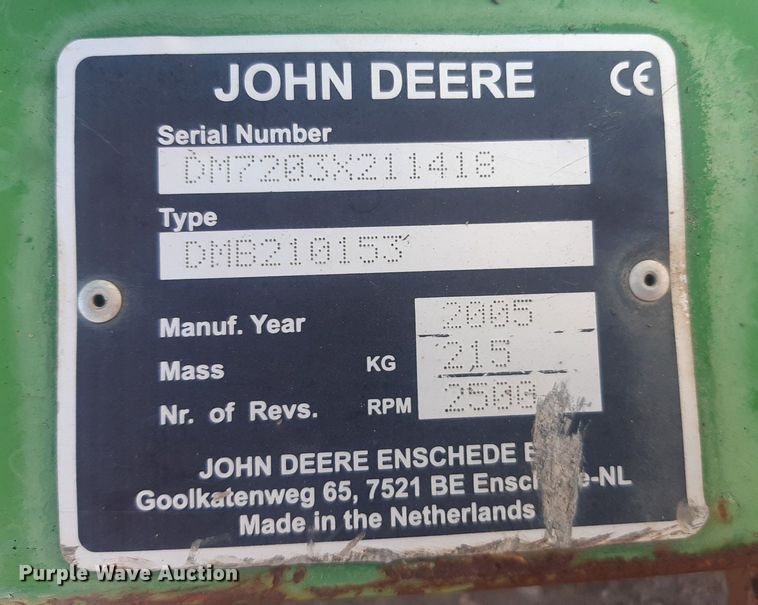 JOHN DEERE CE
Serial Number
DM7203X211418
Type
DMB210153
Manuf. Year 2005
Mass KG 215
Nr. of Revs. RPM 2500
JOHN DEERE ENSCHEDE
Goolkatenweg 65, 7521 BE
Made in the Netherlands
Purple Wave Auction